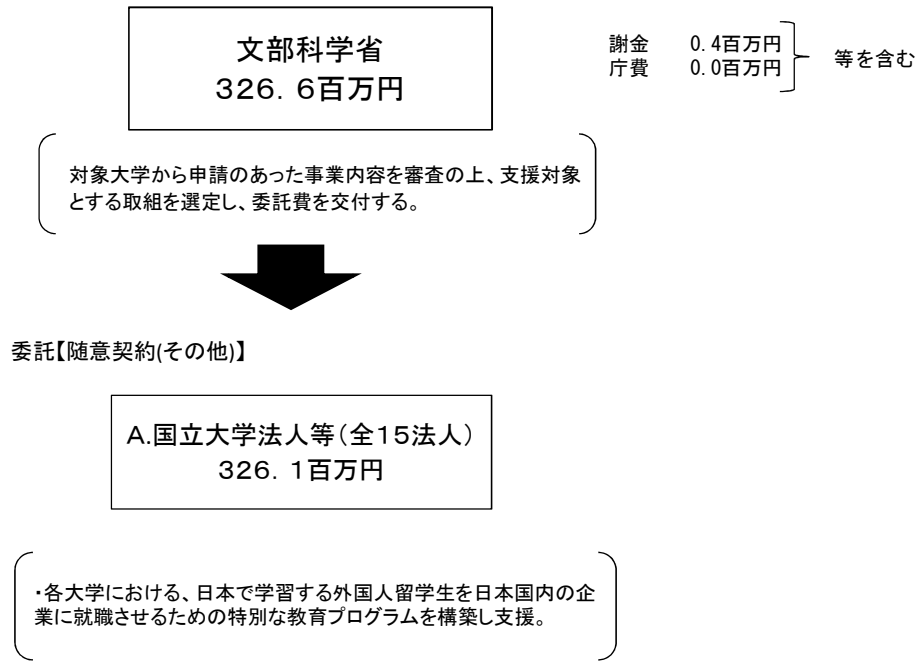 文部科学省
326．6百万円
謝金　0.4百万円
庁費　0.0百万円
等を含む
対象大学から申請のあった事業内容を審査の上、支援対象
とする取組を選定し、委託費を交付する。
委託【随意契約(その他)】
A.国立大学法人等（全１５法人）
326．1百万円
・各大学における、日本で学習する外国人留学生を日本国内の企
業に就職させるための特別な教育プログラムを構築し支援。